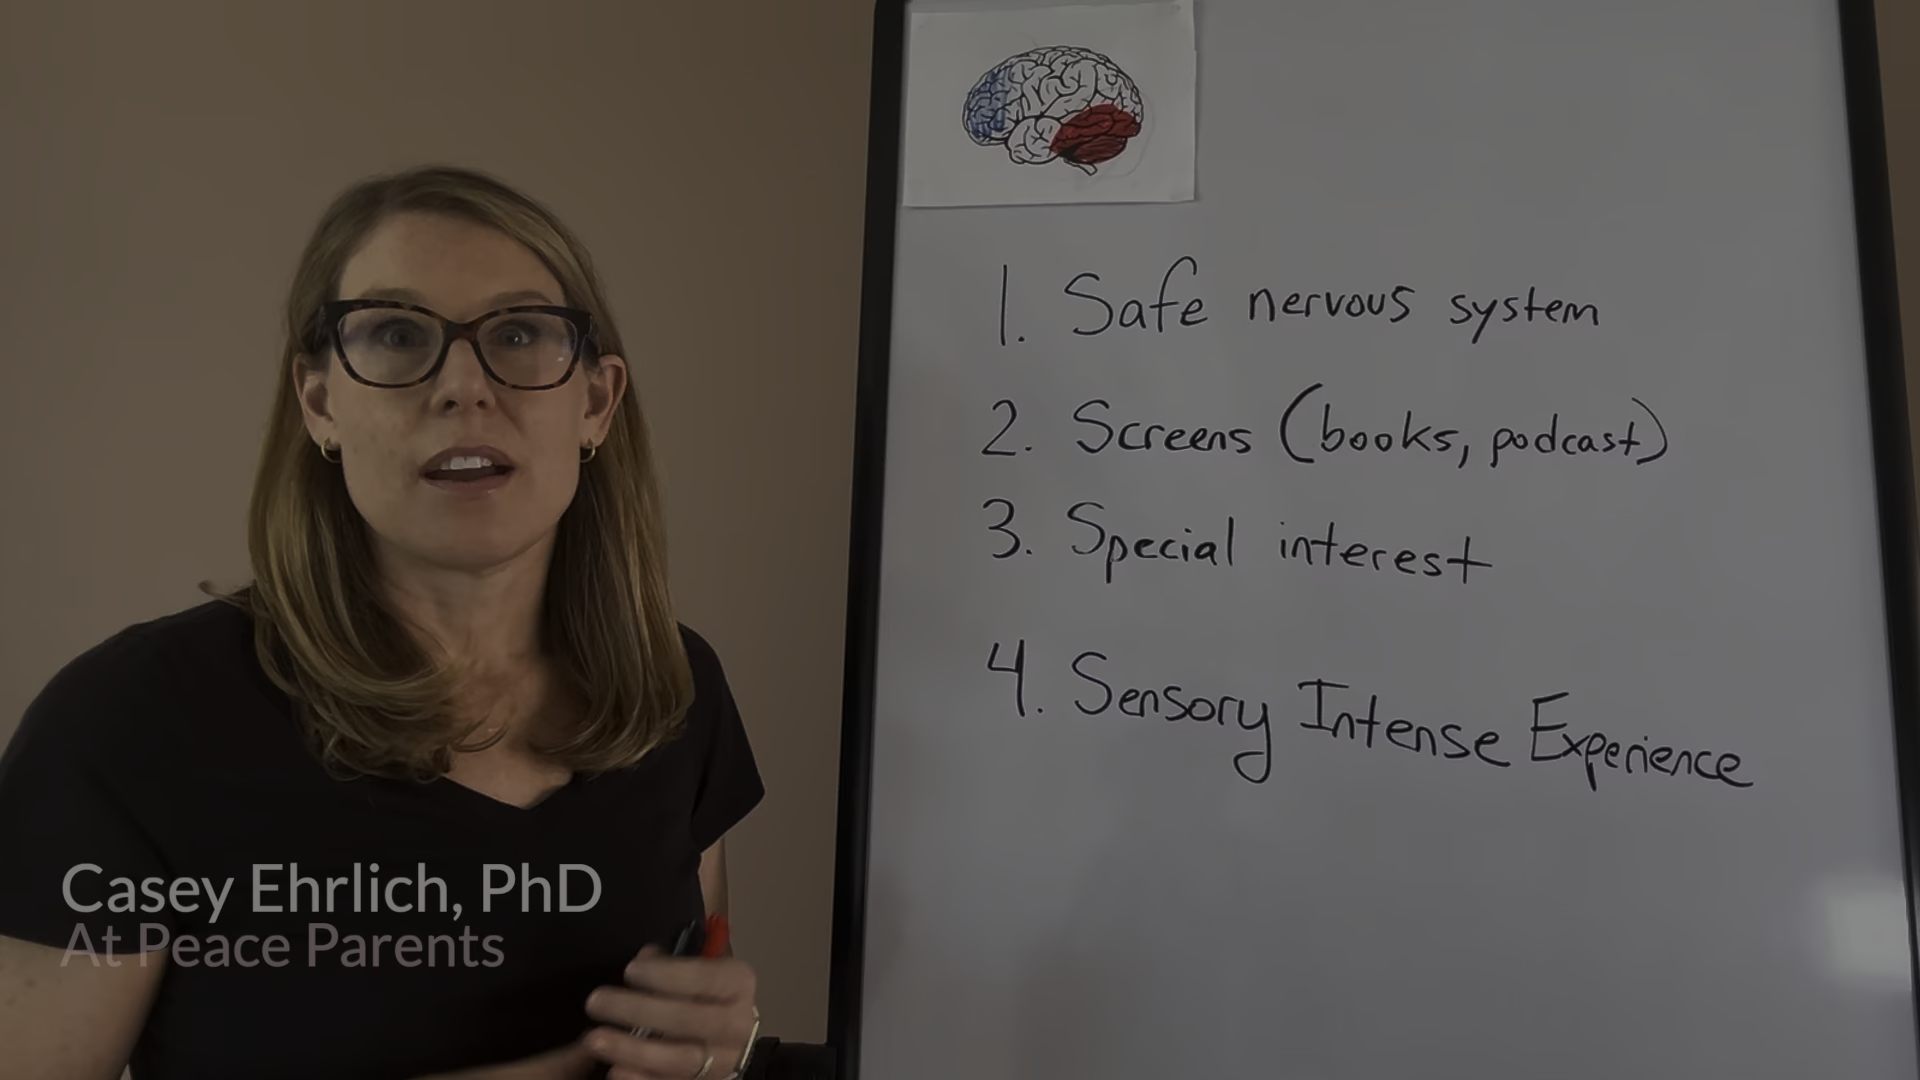 1. Safe nervous system
2. Screens (books, podcast)
3. Special interest
4. Sensory Intense Experience
Casey Ehrlich, PhD
At Peace Parents